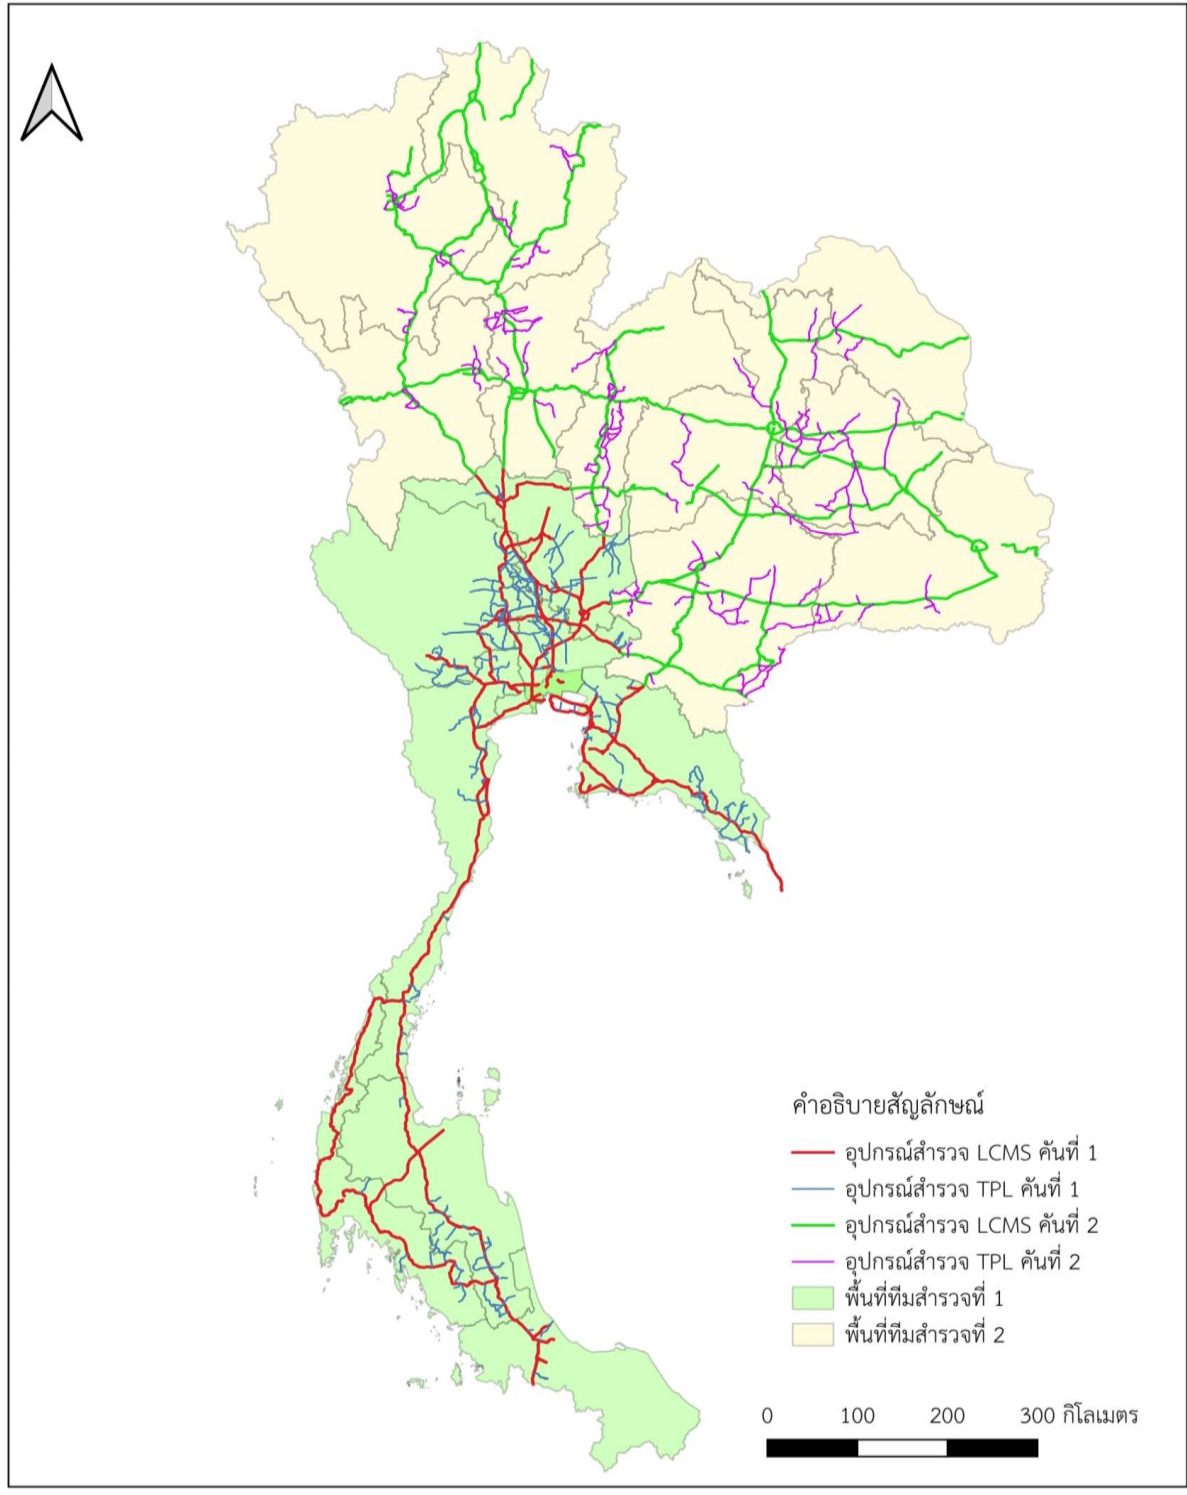 คำอธิบายสัญลักษณ์
อุปกรณ์สำรวจ LCMS คันที่ 1
อุปกรณ์สำรวจ TPL คันที่ 1
อุปกรณ์สำรวจ LCMS คันที่ 2
อุปกรณ์สำรวจ TPL คันที่ 2
พื้นที่ทีมสำรวจที่ 1
พื้นที่ทีมสำรวจที่ 2
0 100 200 300 กิโลเมตร